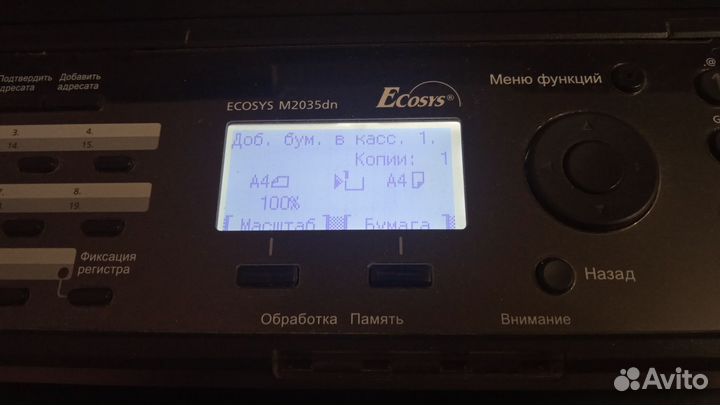 Подтвердить адресата
Добавить адресата
ECOSYS M2035dn
ECOSYS®
Меню функций
Доб. бум. в касс. 1.
Копии: 1
A4 1 A4
100%
[ Масштаб ] [ Бумага ]
3. 4.
14. 15.
7. 8.
19.
Фиксация регистра
Назад
Обработка Память
Внимание
Avito